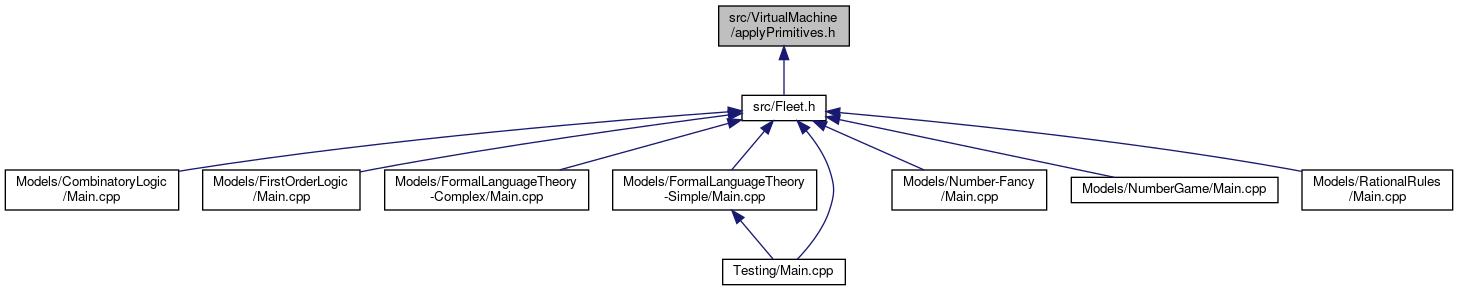 src/VirtualMachine
/applyPrimitives.h
src/Fleet.h
Models/CombinatoryLogic
/Main.cpp
Models/FirstOrderLogic
/Main.cpp
Models/FormalLanguageTheory
-Complex/Main.cpp
Models/FormalLanguageTheory
-Simple/Main.cpp
Models/Number-Fancy
/Main.cpp
Models/NumberGame/Main.cpp
Models/RationalRules
/Main.cpp
Testing/Main.cpp